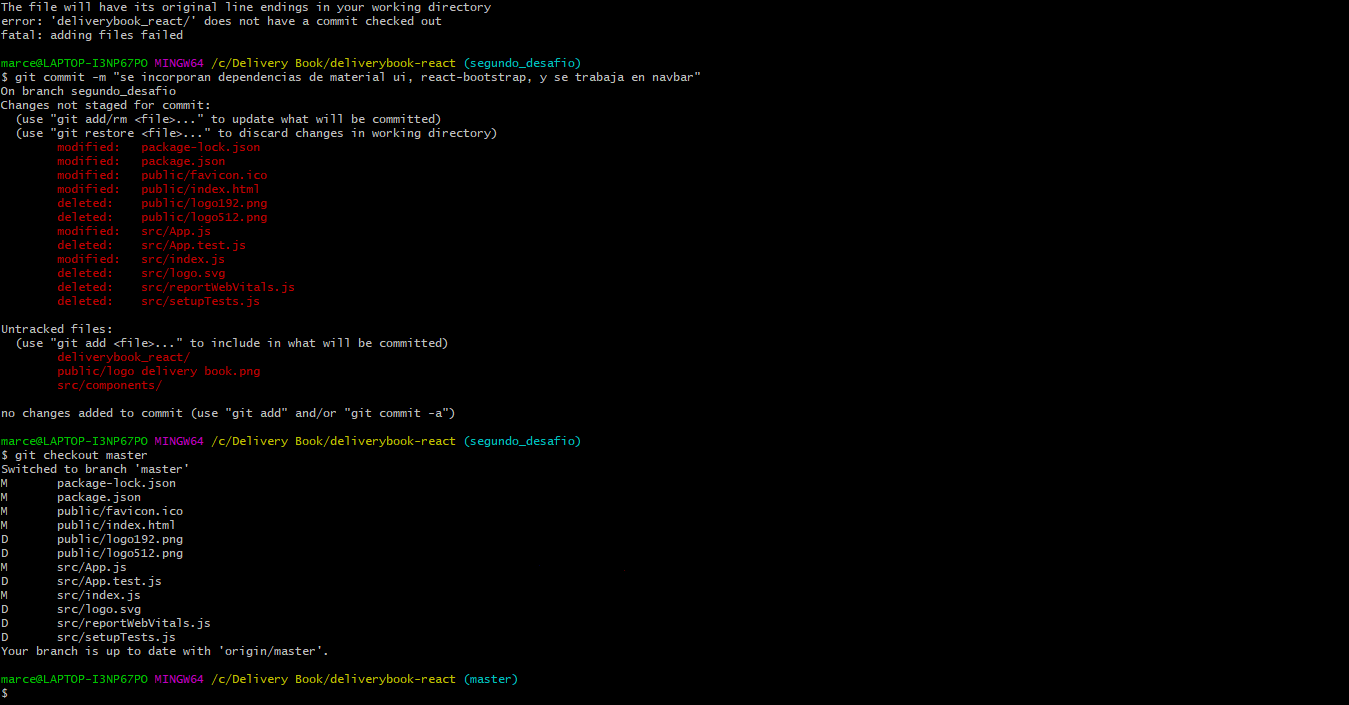 The file will have its original line endings in your working directory
error: 'deliverybook_react/' does not have a commit checked out
fatal: adding files failed
marce@LAPTOP-I3NP67PO MINGW64 /c/Delivery Book/deliverybook-react (segundo_desafio)
$ git commit -m "se incorporan dependencias de material ui, react-bootstrap, y se trabaja en navbar"
On branch segundo_desafio
Changes not staged for commit:
(use "git add/rm <file>..." to update what will be committed)
(use "git restore <file>..." to discard changes in working directory)
modified: package-lock.json
modified: package.json
modified: public/favicon.ico
modified: public/index.html
deleted: public/logo192.png
deleted: public/logo512.png
modified: src/App.js
deleted: src/App.test.js
modified: src/index.js
deleted: src/logo.svg
deleted: src/reportWebVitals.js
deleted: src/setupTests.js
Untracked files:
(use "git add <file>..." to include in what will be committed)
deliverybook_react/
public/logo delivery book.png
src/components/
no changes added to commit (use "git add" and/or "git commit -a")
marce@LAPTOP-I3NP67PO MINGW64 /c/Delivery Book/deliverybook-react (segundo_desafio)
$ git checkout master
Switched to branch 'master'
M package-lock.json
M package.json
M public/favicon.ico
M public/index.html
D public/logo192.png
D public/logo512.png
M src/App.js
D src/App.test.js
M src/index.js
D src/logo.svg
D src/reportWebVitals.js
D src/setupTests.js
Your branch is up to date with 'origin/master'.
marce@LAPTOP-I3NP67PO MINGW64 /c/Delivery Book/deliverybook-react (master)
$